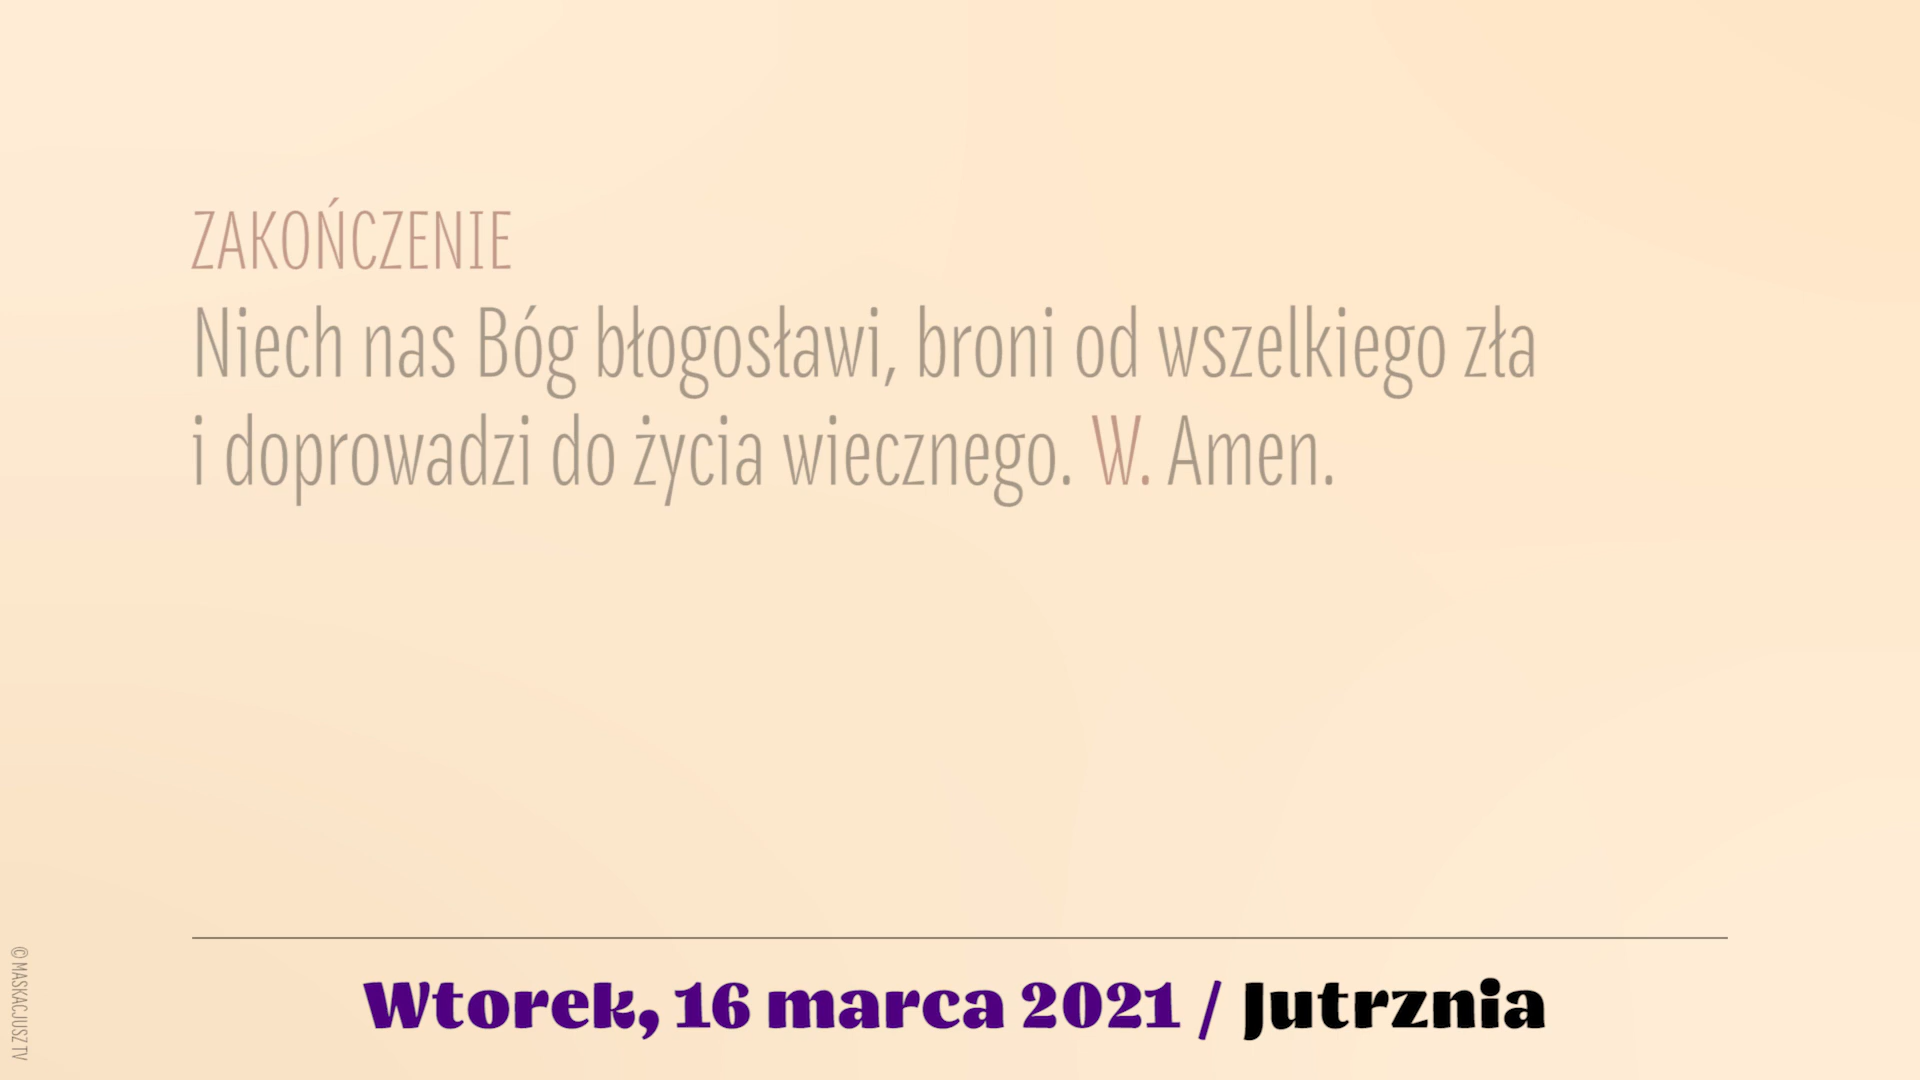 ZAKOŃCZENIE
Niech nas Bóg błogosławi, broni od wszelkiego zła
i doprowadzi do życia wiecznego. W. Amen.
Wtorek, 16 marca 2021 / Jutrznia
© MASKACJUSZ TV